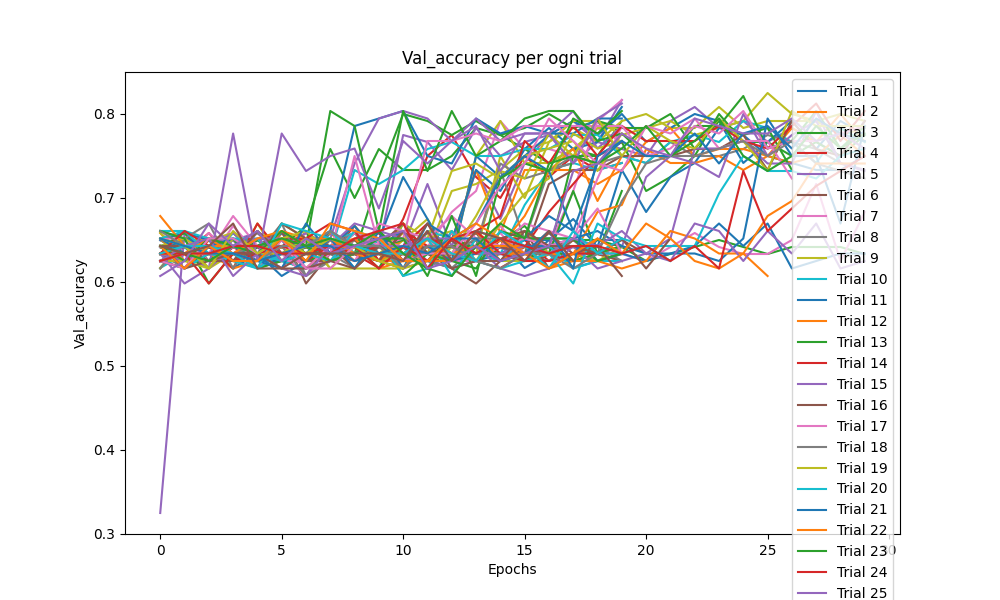 Val_accuracy per ogni trial
Val_accuracy
0.8
0.7
0.6
0.5
0.4
0.3
0
5
10
15
20
25
30
Epochs
Trial 1
Trial 2
Trial 3
Trial 4
Trial 5
Trial 6
Trial 7
Trial 8
Trial 9
Trial 10
Trial 11
Trial 12
Trial 13
Trial 14
Trial 15
Trial 16
Trial 17
Trial 18
Trial 19
Trial 20
Trial 21
Trial 22
Trial 23
Trial 24
Trial 25